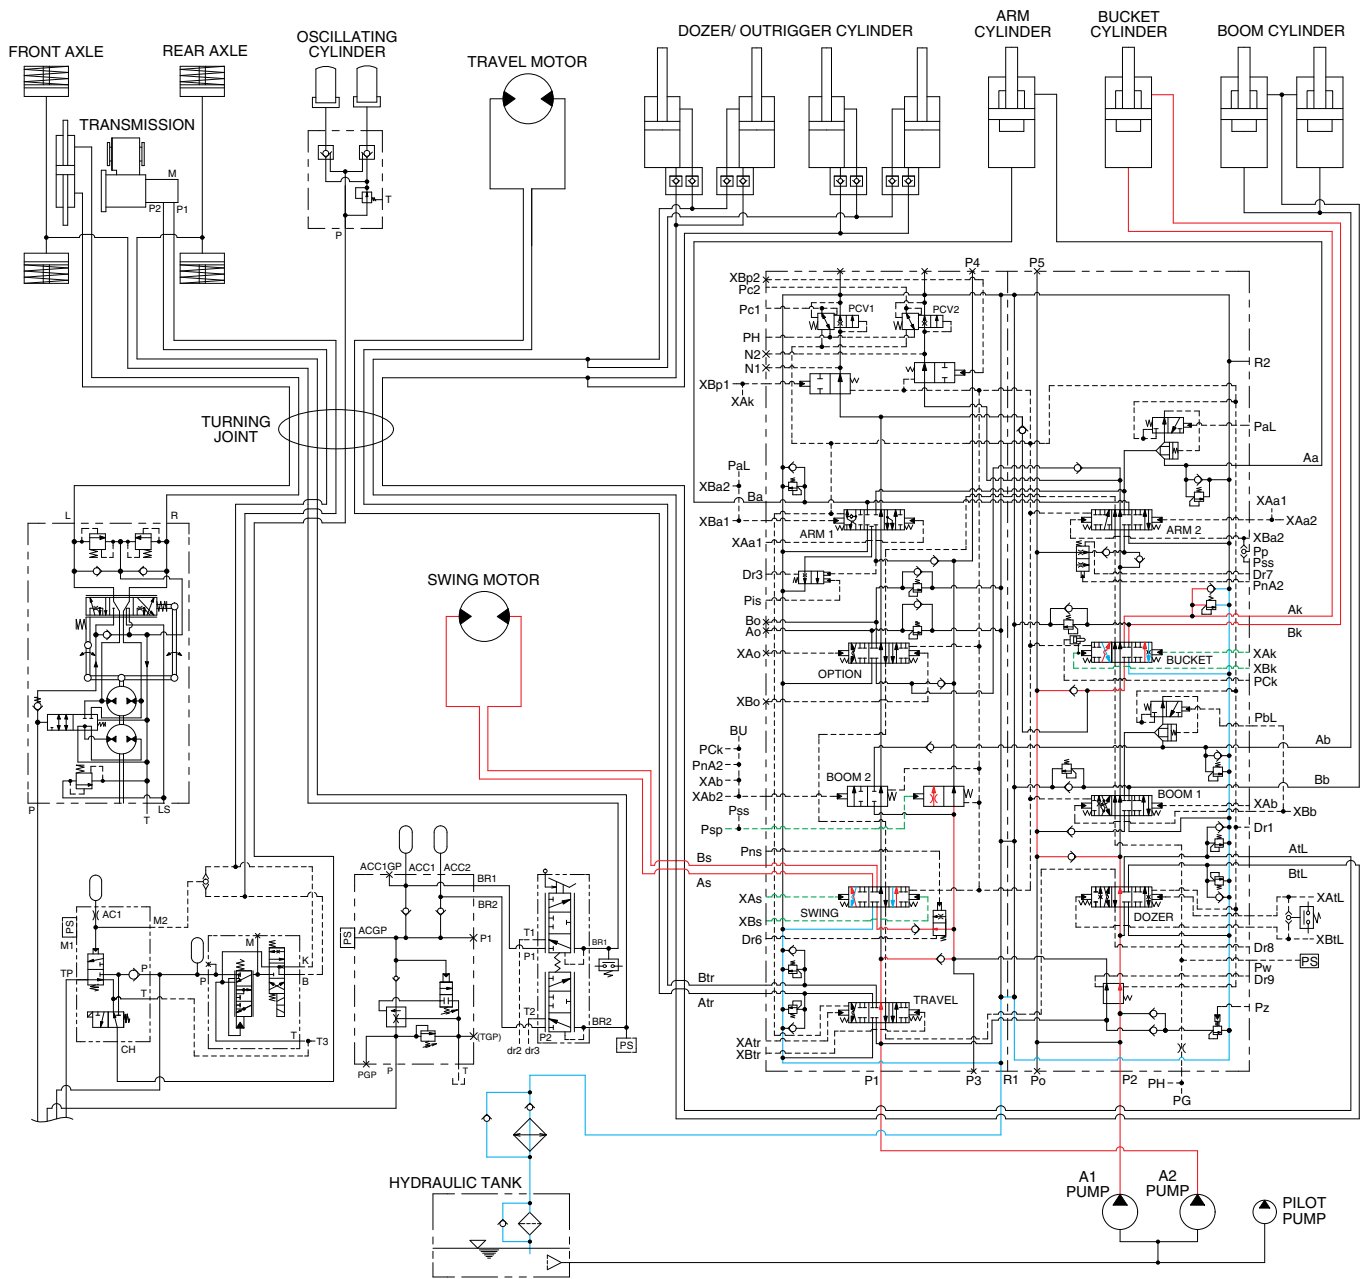 FRONT AXLE
REAR AXLE
OSCILLATING
CYLINDER
TRAVEL MOTOR
DOZER/ OUTRIGGER CYLINDER
ARM
CYLINDER
BUCKET
CYLINDER
BOOM CYLINDER
TRANSMISSION
M
P2
P1
T
P
TURNING
JOINT
SWING MOTOR
L
R
P
T
LS
XBp2
Pc2
Pc1
PH
N2
N1
XBp1
XAk
PaL
XBa2
Ba
XBa1
XAa1
Dr3
Pis
Bo
Ao
XAo
XBo
BU
PCk
PnA2
XAb
XAb2
Pss
Psp
Pns
Bs
As
XAs
XBs
Dr6
Btr
Atr
XAtr
XBtr
P4
P5
PCV1
PCV2
ARM 1
OPTION
BOOM 2
SWING
TRAVEL
ARM 2
BUCKET
BOOM 1
DOZER
R2
PaL
Aa
XAa1
XAa2
XBa2
Pp
Pss
Dr7
PnA2
Ak
Bk
XAk
XBk
PCk
PbL
Ab
Bb
XAb
XBb
Dr1
AtL
BtL
XAtL
XBtL
Dr8
PS
Pw
Dr9
Pz
P1
P3
R1
Po
P2
PH
PG
PS
AC1
M2
M1
TP
P
T
CH
M
P
K
B
T
T3
ACC1GP
ACC1
ACC2
BR1
BR2
PS
ACGP
P1
(TGP)
PGP
P
T
T1
P1
BR1
T2
P2
BR2
dr2
dr3
PS
HYDRAULIC TANK
A1
PUMP
A2
PUMP
PILOT
PUMP